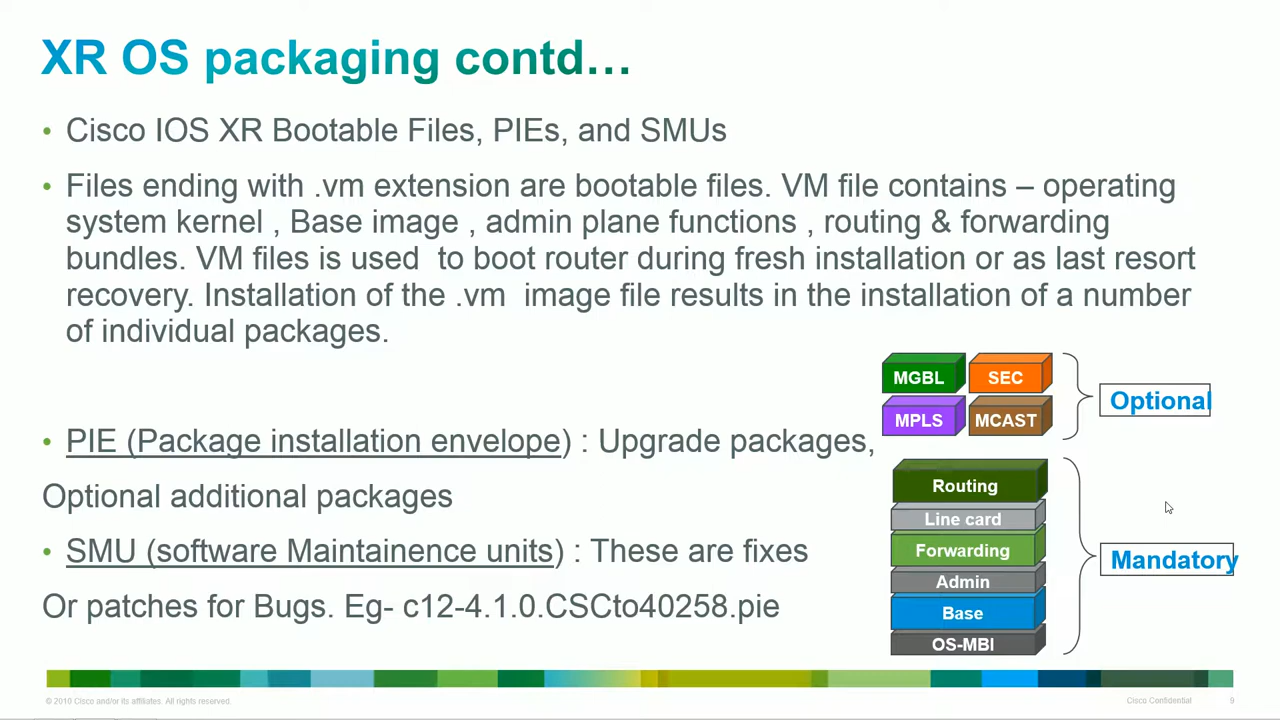 XR OS packaging contd…
• Cisco IOS XR Bootable Files, PIEs, and SMUs
• Files ending with .vm extension are bootable files. VM file contains – operating
system kernel , Base image , admin plane functions , routing & forwarding
bundles. VM files is used  to boot router during fresh installation or as last resort
recovery. Installation of the .vm  image file results in the installation of a number
of individual packages.
• PIE (Package installation envelope) : Upgrade packages,
Optional additional packages
• SMU (software Maintainence units) : These are fixes
Or patches for Bugs. Eg- c12-4.1.0.CSCto40258.pie
MGBL SEC
MPLS MCAST
Optional
Routing
Line card
Forwarding
Admin
Base
OS-MBI
Mandatory
© 2010 Cisco and/or its affiliates. All rights reserved.
Cisco Confidential
9